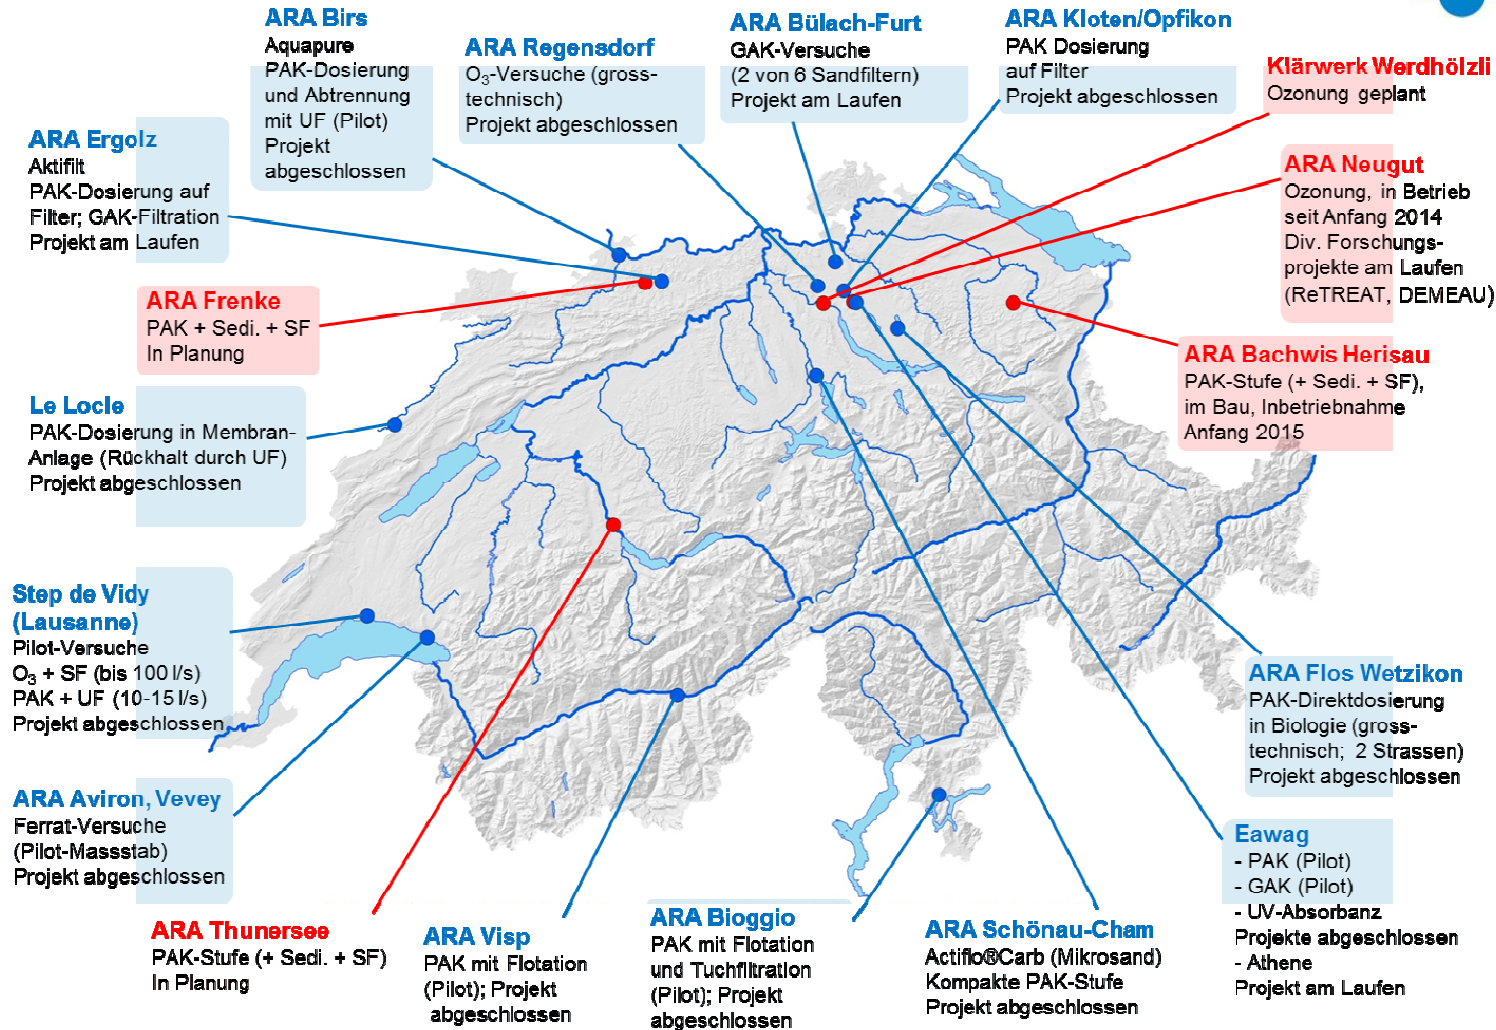 ARA Birs
Aquapure
PAK-Dosierung
und Abtrennung
mit UF (Pilot)
Projekt
abgeschlossen
ARA Regensdorf
O₃-Versuche (gross-
technisch)
Projekt abgeschlossen
ARA Bülach-Furt
GAK-Versuche
(2 von 6 Sandfiltern)
Projekt am Laufen
ARA Kloten/Opfikon
PAK Dosierung
auf Filter
Projekt abgeschlossen
Klärwerk Werdhölzli
Ozonung geplant
ARA Neugut
Ozonung, in Betrieb
seit Anfang 2014
Div. Forschungs-
projekte am Laufen
(ReTREAT, DEMEAU)
ARA Ergolz
Aktifilt
PAK-Dosierung auf
Filter; GAK-Filtration
Projekt am Laufen
ARA Frenke
PAK + Sedi. + SF
In Planung
ARA Bachwis Herisau
PAK-Stufe (+ Sedi. + SF),
im Bau, Inbetriebnahme
Anfang 2015
Le Locle
PAK-Dosierung in Membran-
Anlage (Rückhalt durch UF)
Projekt abgeschlossen
Step de Vidy
(Lausanne)
Pilot-Versuche
O₃ + SF (bis 100 l/s)
PAK + UF (10-15 l/s)
Projekt abgeschlossen
ARA Flos Wetzikon
PAK-Direktdosierung
in Biologie (gross-
technisch; 2 Strassen)
Projekt abgeschlossen
ARA Aviron, Vevey
Ferrat-Versuche
(Pilot-Massstab)
Projekt abgeschlossen
Eawag
- PAK (Pilot)
- GAK (Pilot)
- UV-Absorbanz
Projekte abgeschlossen
- Athene
Projekt am Laufen
ARA Thunersee
PAK-Stufe (+ Sedi. + SF)
In Planung
ARA Visp
PAK mit Flotation
(Pilot); Projekt
abgeschlossen
ARA Bioggio
PAK mit Flotation
und Tuchfiltration
(Pilot); Projekt
abgeschlossen
ARA Schönau-Cham
Actiflo®Carb (Mikrosand)
Kompakte PAK-Stufe
Projekt abgeschlossen